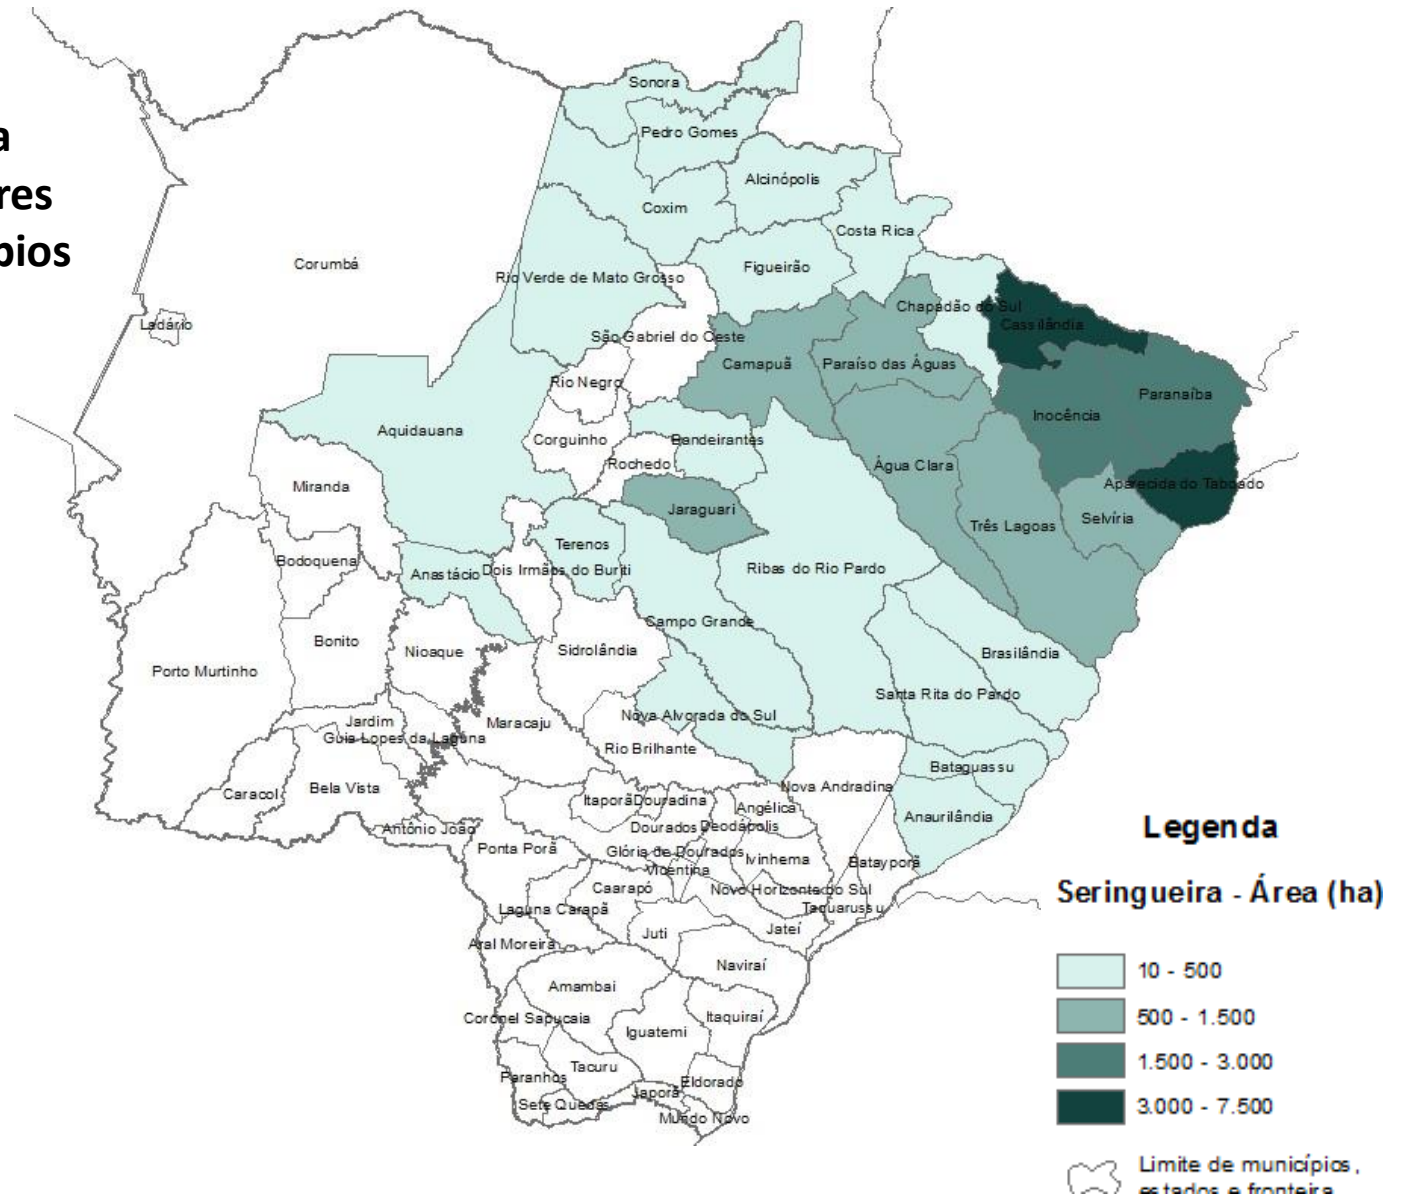 a
res
pios
Sonora
Pedro Gomes
Alcinópolis
Coxim
Costa Rica
Corumbá
Figueirão
Rio Verde de Mato Grosso
Chapadão do Sul
Ladário
Cassilândia
São Gabriel do Oeste
Camapuã
Paraíso das Águas
Rio Negro
Paranaíba
Inocência
Aquidauana
Corguinho
Bandeirantes
Rochedo
Água Clara
Miranda
Aparecida do Taboado
Jaraguari
Selvíria
Três Lagoas
Terenos
Bodoquena
Anastácio
Dois Irmãos do Buriti
Ribas do Rio Pardo
Campo Grande
Bonito
Nioaque
Sidrolândia
Brasilândia
Porto Murtinho
Santa Rita do Pardo
Nova Alvorada do Sul
Jardim
Maracaju
Guia Lopes da Laguna
Rio Brilhante
Bataguassu
Bela Vista
Nova Andradina
Caracol
Itaporã
Douradina
Angélica
Anaurilândia
Antônio João
Dourados
Deodápolis
Legenda
Ponta Porã
Glória de Dourados
Ivinhema
Batayporã
Vicentina
Caarapó
Novo Horizonte do Sul
Seringueira - Área (ha)
Laguna Carapã
Taquarussu
Juti
Jateí
Aral Moreira
Naviraí
10 - 500
Amambai
Coronel Sapucaia
Itaquiraí
500 - 1.500
Iguatemi
Tacuru
1.500 - 3.000
Paranhos
Eldorado
Japorã
Sete Quedas
3.000 - 7.500
Mundo Novo
Limite de municípios,
estados e fronteira